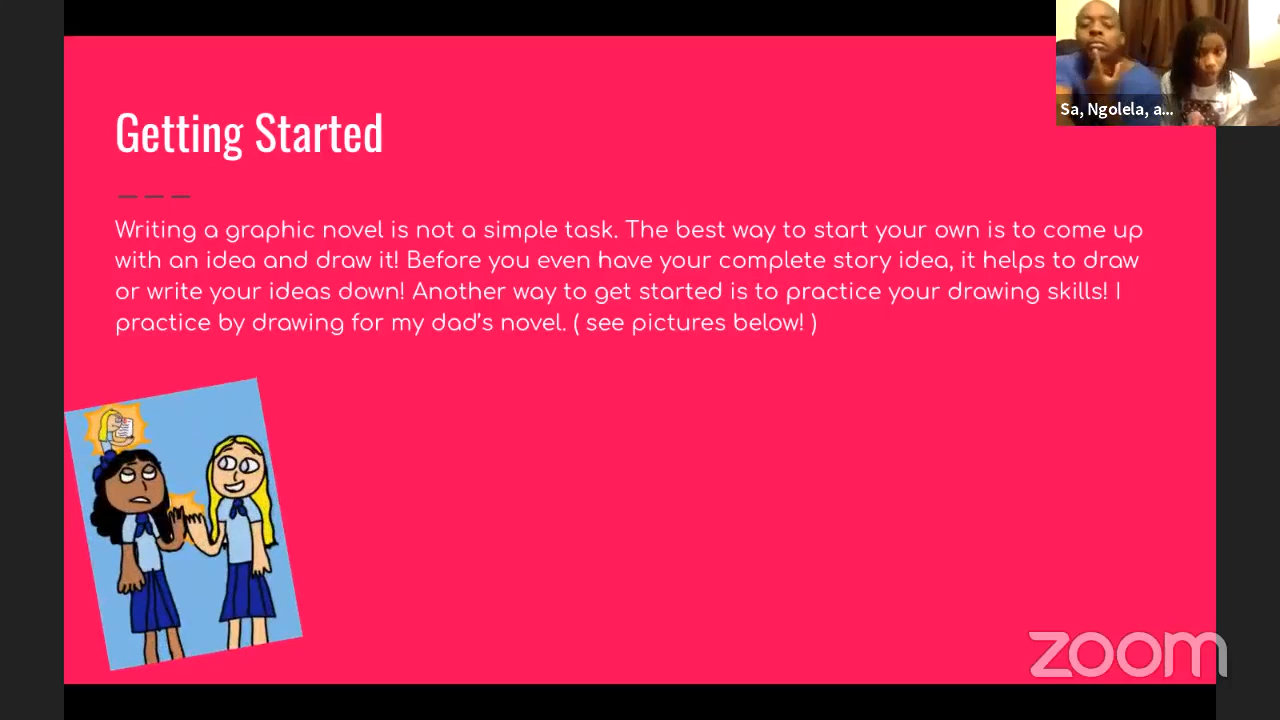 Sa, Ngolela, a...
Getting Started
Writing a graphic novel is not a simple task. The best way to start your own is to come up
with an idea and draw it! Before you even have your complete story idea, it helps to draw
or write your ideas down! Another way to get started is to practice your drawing skills! I
practice by drawing for my dad’s novel. ( see pictures below! )
zoom